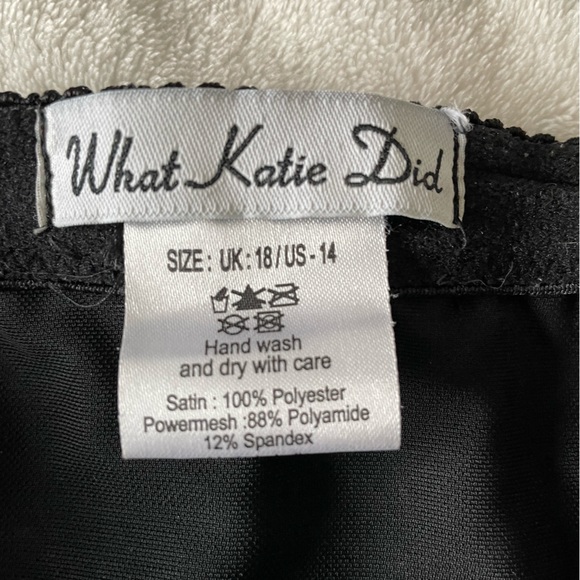 What Katie Did
SIZE : UK : 18 / US - 14
Hand wash
and dry with care
Satin : 100% Polyester
Powermesh :88% Polyamide
12% Spandex